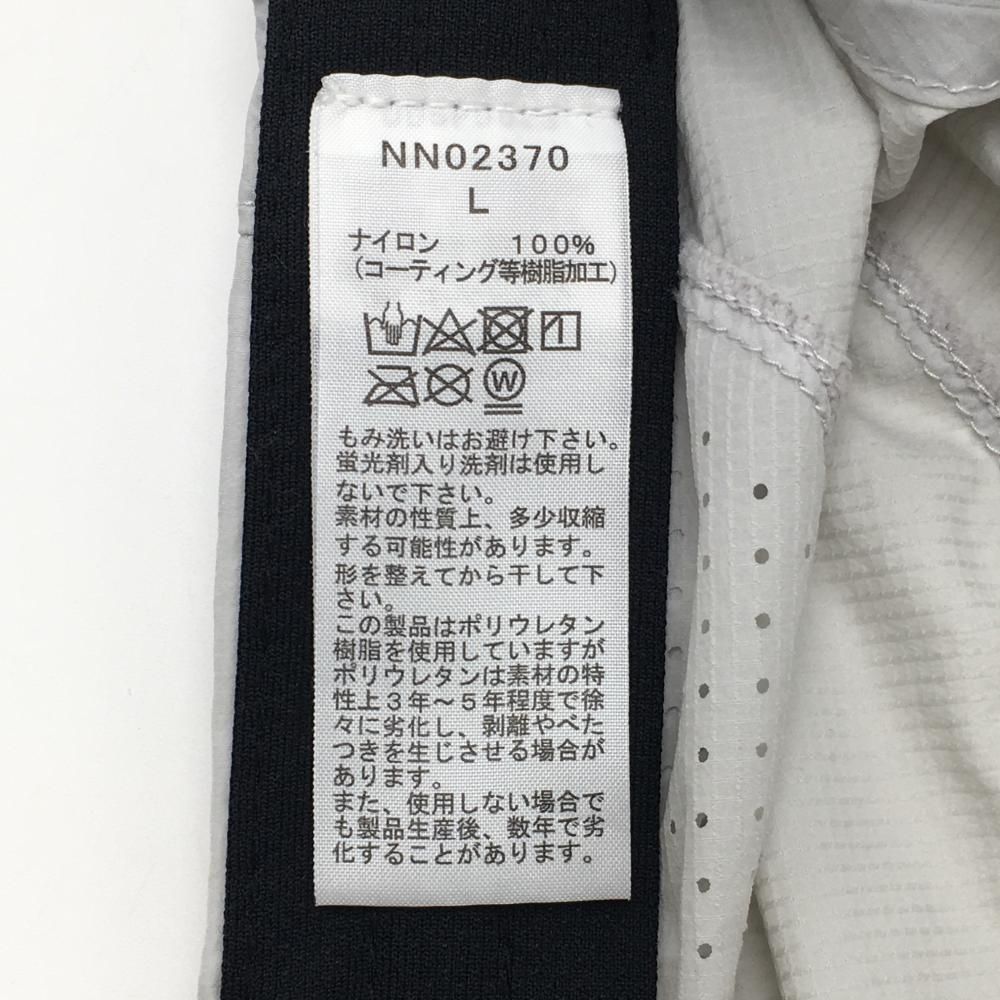 NN02370
L
ナイロン 100%
(コーティング等樹脂加工)
W
もみ洗いはお避け下さい。
蛍光剤入り洗剤は使用し
ないで下さい。
素材の性質上、多少収縮
する可能性があります。
形を整えてから干して下
さい。
この製品はポリウレタン
樹脂を使用していますが
ポリウレタンは素材の特
性上3年～5年程度で徐
々に劣化し、剥離やべた
つきを生じさせる場合が
あります。
また、使用しない場合で
も製品生産後、数年で劣
化することがあります。